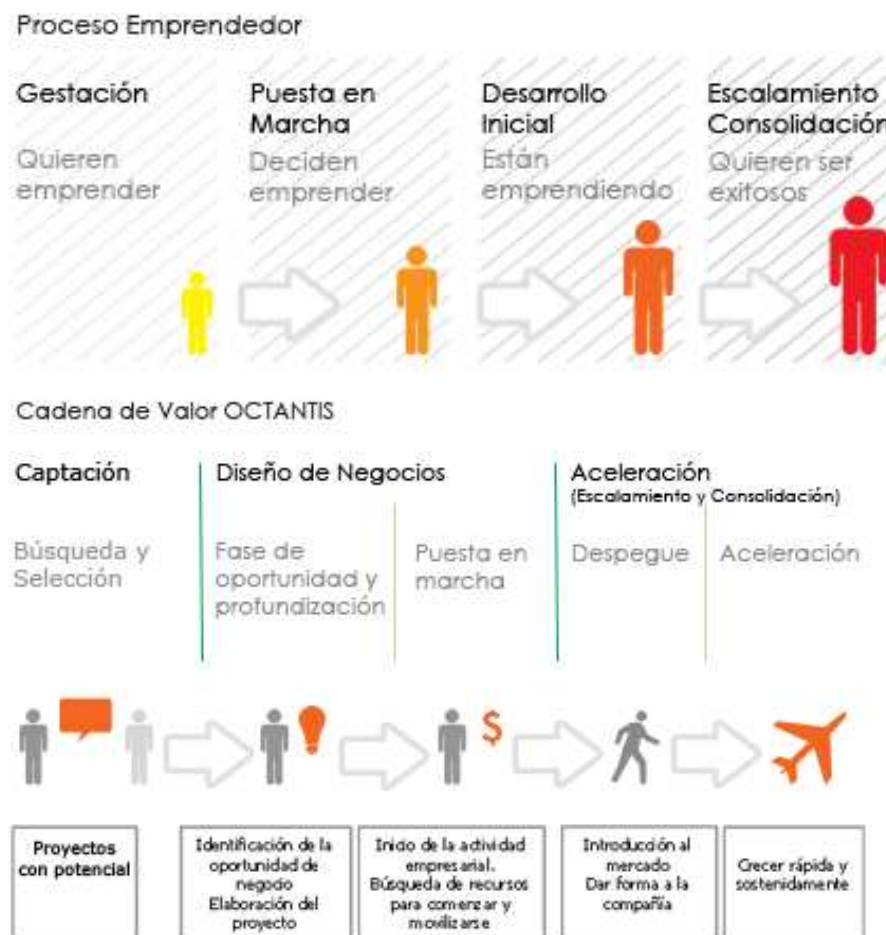 Proceso Emprendedor
Gestación
Quieren
emprender
Puesta en
Marcha
Deciden
emprender
Desarrollo
Inicial
Están
emprendiendo
Escalamiento
Consolidación
Quieren ser
exitosos
Cadena de Valor OCTANTIS
Captación
Búsqueda y
Selección
Diseño de Negocios
Fase de
oportunidad y
profundización
Puesta en
marcha
Aceleración
(Escalamiento y Consolidación)
Despegue
Aceleración
$
Proyectos
con potencial
Identificación de la
oportunidad de
negocio
Elaboración del
proyecto
Inicio de la actividad
empresarial.
Búsqueda de recursos
para comenzar y
movilizarse
Introducción al
mercado
Dar forma a la
compañía
Crecer rápida y
sostenidamente